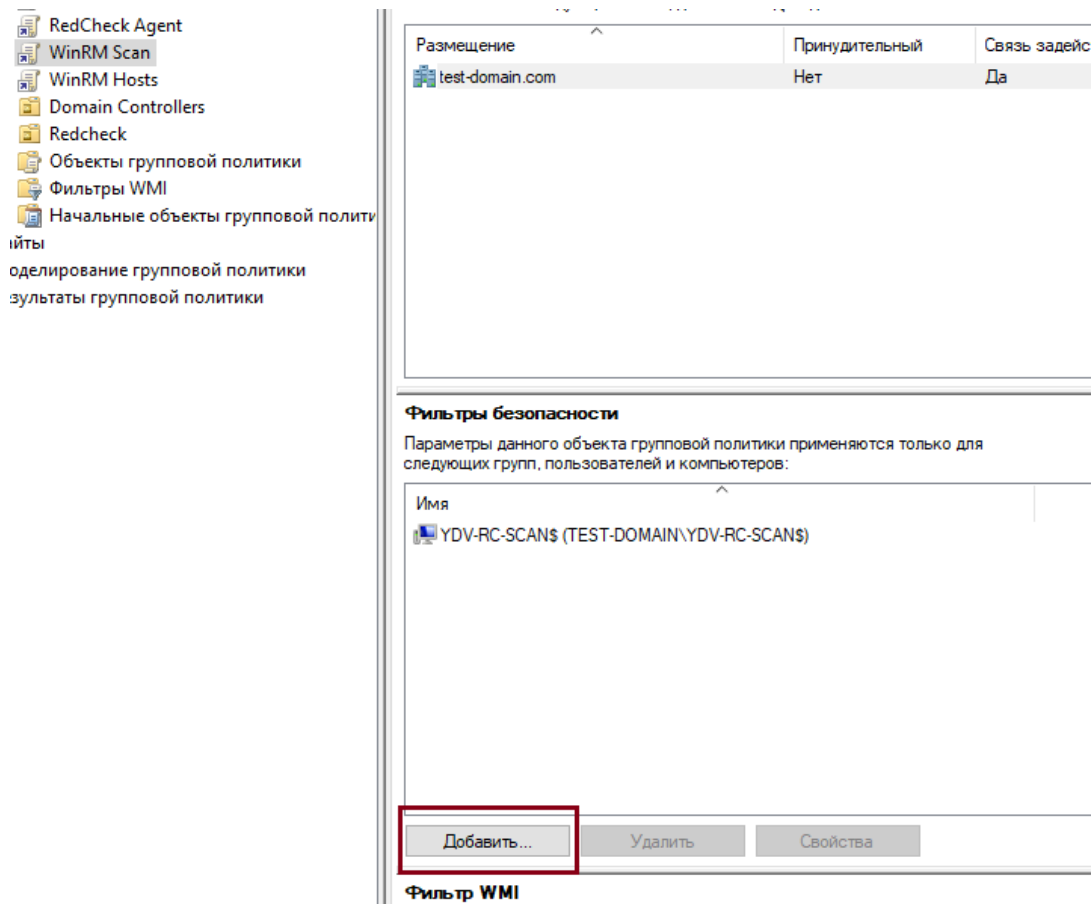 RedCheck Agent
WinRM Scan
WinRM Hosts
Domain Controllers
Redcheck
Объекты групповой политики
Фильтры WMI
Начальные объекты групповой полити
йты
оделирование групповой политики
зультаты групповой политики
Размещение Принудительный Связь задейс
test-domain.com Нет Да
Фильтры безопасности
Параметры данного объекта групповой политики применяются только для
следующих групп, пользователей и компьютеров:
Имя
YDV-RC-SCAN$ (TEST-DOMAIN\YDV-RC-SCAN$)
Добавить... Удалить Свойства
Фильтр WMI